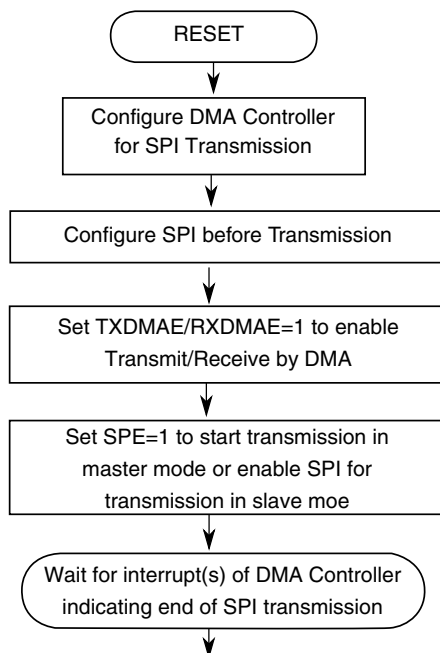 RESET
Configure DMA Controller
for SPI Transmission
Configure SPI before Transmission
Set TXDMAE/RXDMAE=1 to enable
Transmit/Receive by DMA
Set SPE=1 to start transmission in
master mode or enable SPI for
transmission in slave moe
Wait for interrupt(s) of DMA Controller
indicating end of SPI transmission